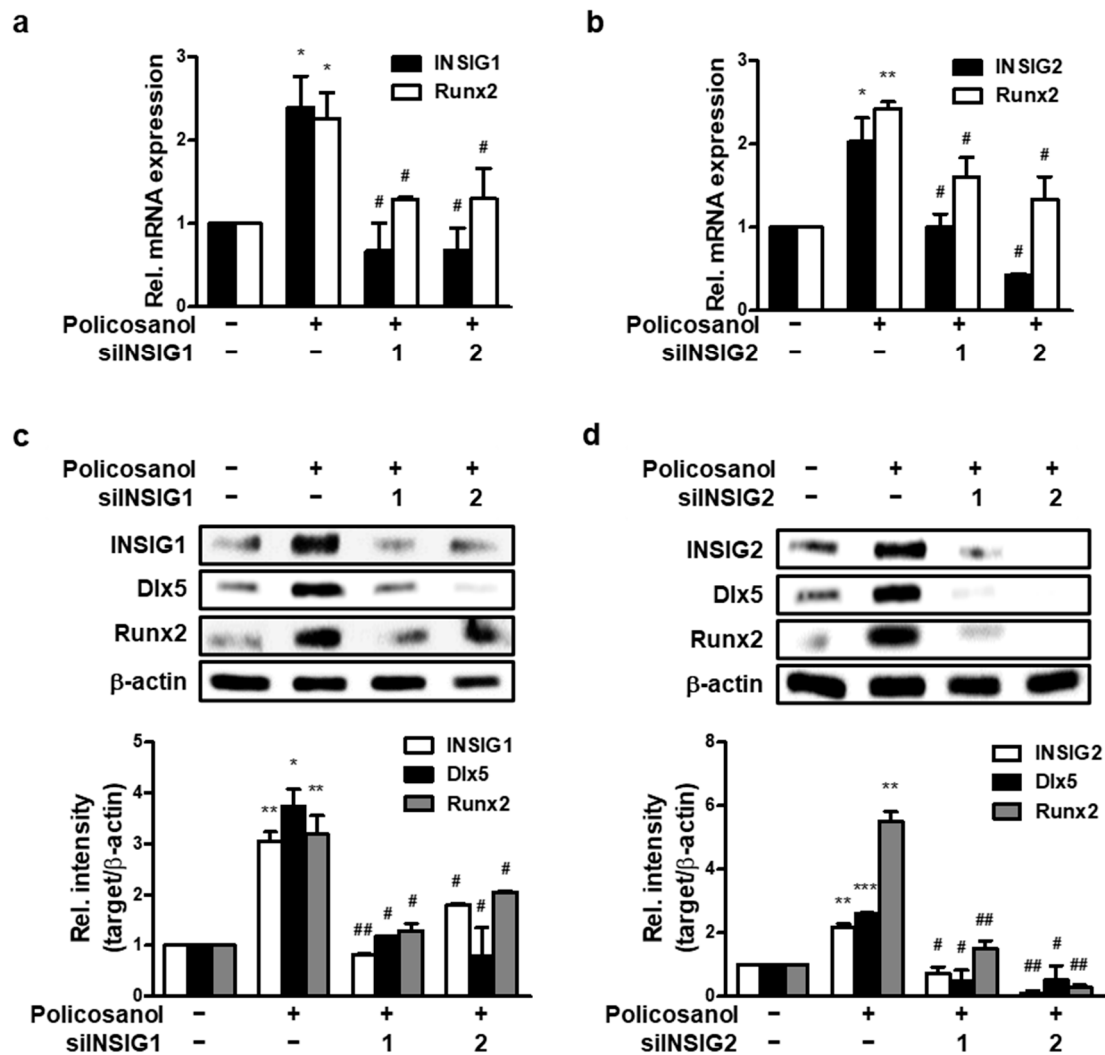 a
3
2
1
0
Rel. mRNA expression
INSIG1
Runx2
* * # # # #
Policosanol − + + +
siINSIG1 − − 1 2
b
3
2
1
0
Rel. mRNA expression
INSIG2
Runx2
* ** # # # #
Policosanol − + + +
siINSIG2 − − 1 2
c
Policosanol − + + +
siINSIG1 − − 1 2
INSIG1
Dlx5
Runx2
β-actin
5
4
3
2
1
0
Rel. intensity
(target/β-actin)
INSIG1
Dlx5
Runx2
** * ** ## # # # # #
Policosanol − + + +
siINSIG1 − − 1 2
d
Policosanol − + + +
siINSIG2 − − 1 2
INSIG2
Dlx5
Runx2
β-actin
8
6
4
2
0
Rel. intensity
(target/β-actin)
INSIG2
Dlx5
Runx2
** *** ** # # ## ## # ##
Policosanol − + + +
siINSIG2 − − 1 2